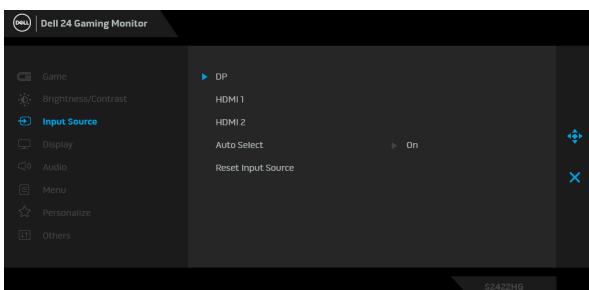 DELL
Dell 24 Gaming Monitor
Game
Brightness/Contrast
Input Source
Display
Audio
Menu
Personalize
Others
DP
HDMI 1
HDMI 2
Auto Select On
Reset Input Source
S2422HG